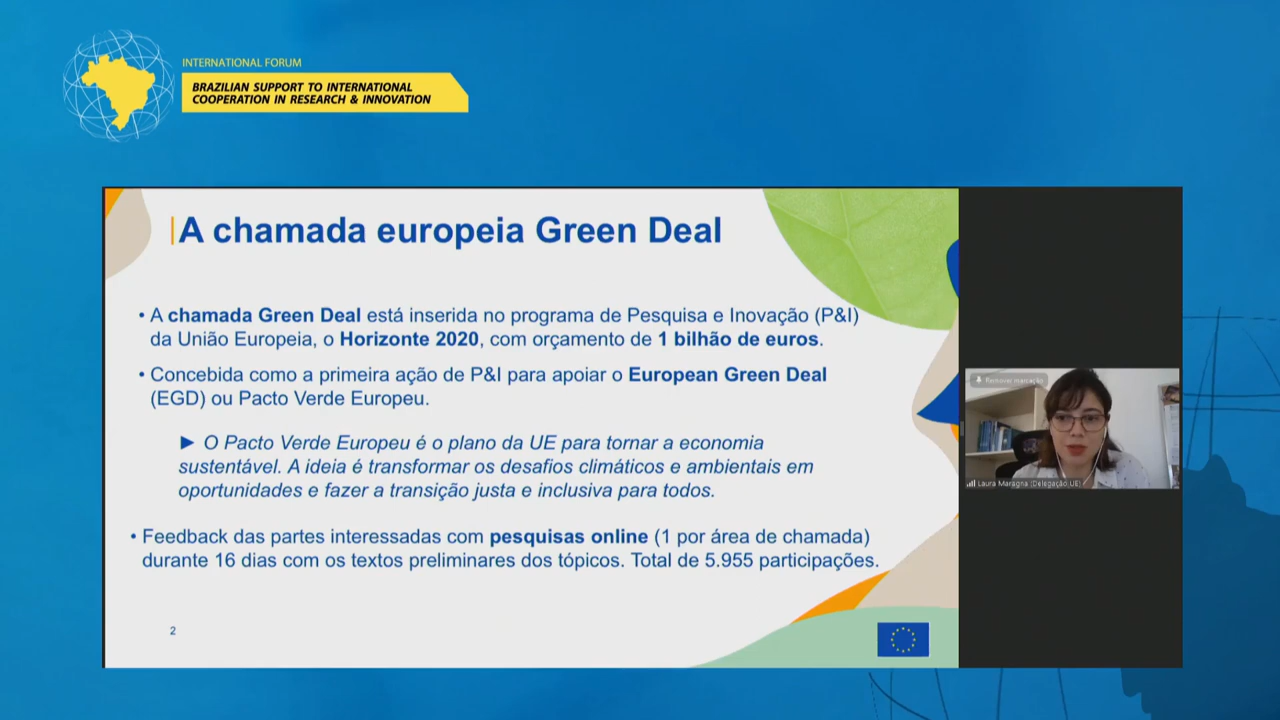 INTERNATIONAL FORUM
BRAZILIAN SUPPORT TO INTERNATIONAL
COOPERATION IN RESEARCH & INNOVATION
A chamada europeia Green Deal
• A chamada Green Deal está inserida no programa de Pesquisa e Inovação (P&I)
da União Europeia, o Horizonte 2020, com orçamento de 1 bilhão de euros.
• Concebida como a primeira ação de P&I para apoiar o European Green Deal
(EGD) ou Pacto Verde Europeu.
► O Pacto Verde Europeu é o plano da UE para tornar a economia
sustentável. A ideia é transformar os desafios climáticos e ambientais em
oportunidades e fazer a transição justa e inclusiva para todos.
• Feedback das partes interessadas com pesquisas online (1 por área de chamada)
durante 16 dias com os textos preliminares dos tópicos. Total de 5.955 participações.
2
Remover marcação
Laura Maragna (Delegação UE)